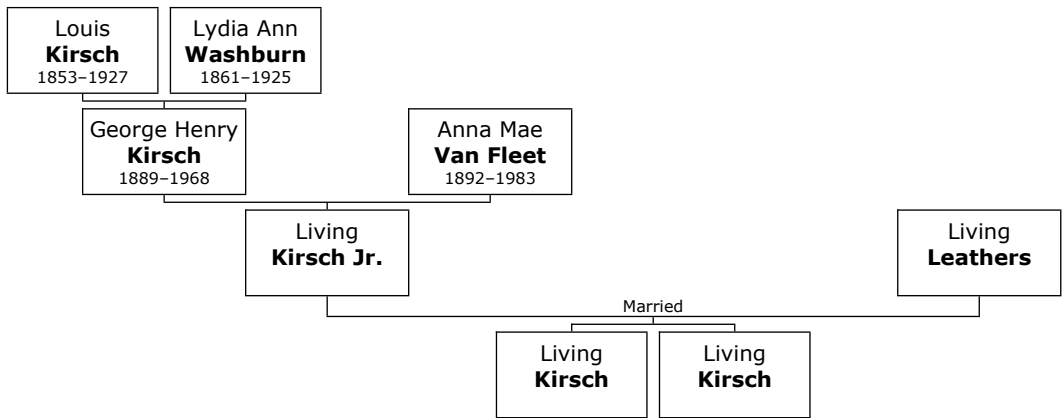 Louis
Kirsch
1853–1927
Lydia Ann
Washburn
1861–1925
George Henry
Kirsch
1889–1968
Anna Mae
Van Fleet
1892–1983
Living
Kirsch Jr.
Living
Leathers
Married
Living
Kirsch
Living
Kirsch